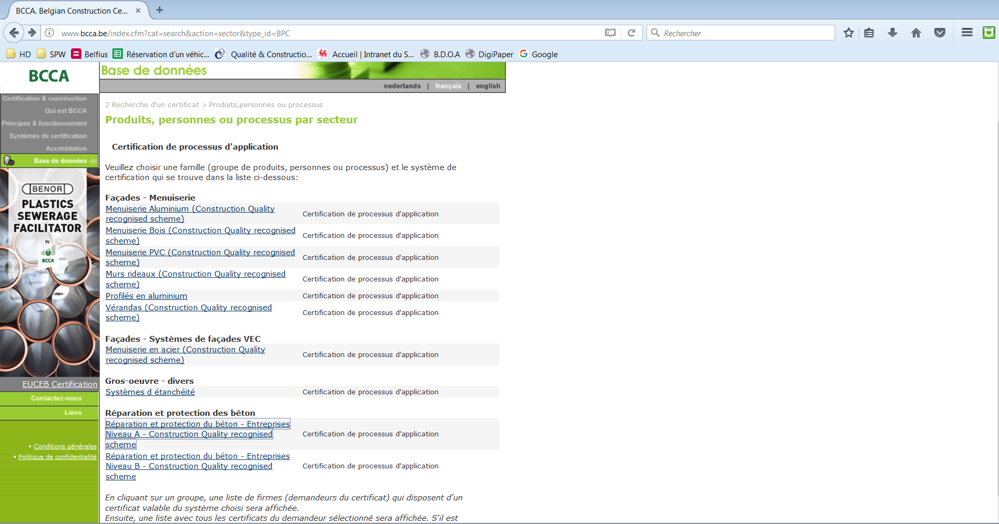 BCCA. Belgian Construction Ce...
www.bcca.be/index.cfm?cat=search&action=sector&type_id=BPC
Rechercher
HD
SPW
Belfius
Réservation d'un véhic...
Qualité & Constructio...
Accueil | Intranet du S...
B.D.O.A
DigiPaper
Google
BCCA
Base de données
nederlands | français | english
Certification & construction
Qui est BCCA
Principes & fonctionnement
Systèmes de certification
Accréditation
Base de données
BENOR
PLASTICS
SEWERAGE
FACILITATOR
by
BCCA
EUCEB Certification
Contactez-nous
Liens
• Conditions générales
• Politique de confidentialité
2 Recherche d'un certificat > Produits,personnes ou processus
Produits, personnes ou processus par secteur
Certification de processus d'application
Veuillez choisir une famille (groupe de produits, personnes ou processus) et le système de
certification qui se trouve dans la liste ci-dessous:
Façades - Menuiserie
Menuiserie Aluminium (Construction Quality
recognised scheme)
Certification de processus d'application
Menuiserie Bois (Construction Quality recognised
scheme)
Certification de processus d'application
Menuiserie PVC (Construction Quality recognised
scheme)
Certification de processus d'application
Murs rideaux (Construction Quality recognised
scheme)
Certification de processus d'application
Profilés en aluminium
Certification de processus d'application
Vérandas (Construction Quality recognised
scheme)
Certification de processus d'application
Façades - Systèmes de façades VEC
Menuiserie en acier (Construction Quality
recognised scheme)
Certification de processus d'application
Gros-oeuvre - divers
Systèmes d étanchéité
Certification de processus d'application
Réparation et protection des béton
Réparation et protection du béton - Entreprises
Niveau A - Construction Quality recognised
scheme
Certification de processus d'application
Réparation et protection du béton - Entreprises
Niveau B - Construction Quality recognised
scheme
Certification de processus d'application
En cliquant sur un groupe, une liste de firmes (demandeurs du certificat) qui disposent d'un
certificat valable du système choisi sera affichée.
Ensuite, une liste avec tous les certificats du demandeur sélectionné sera affichée. S'il est